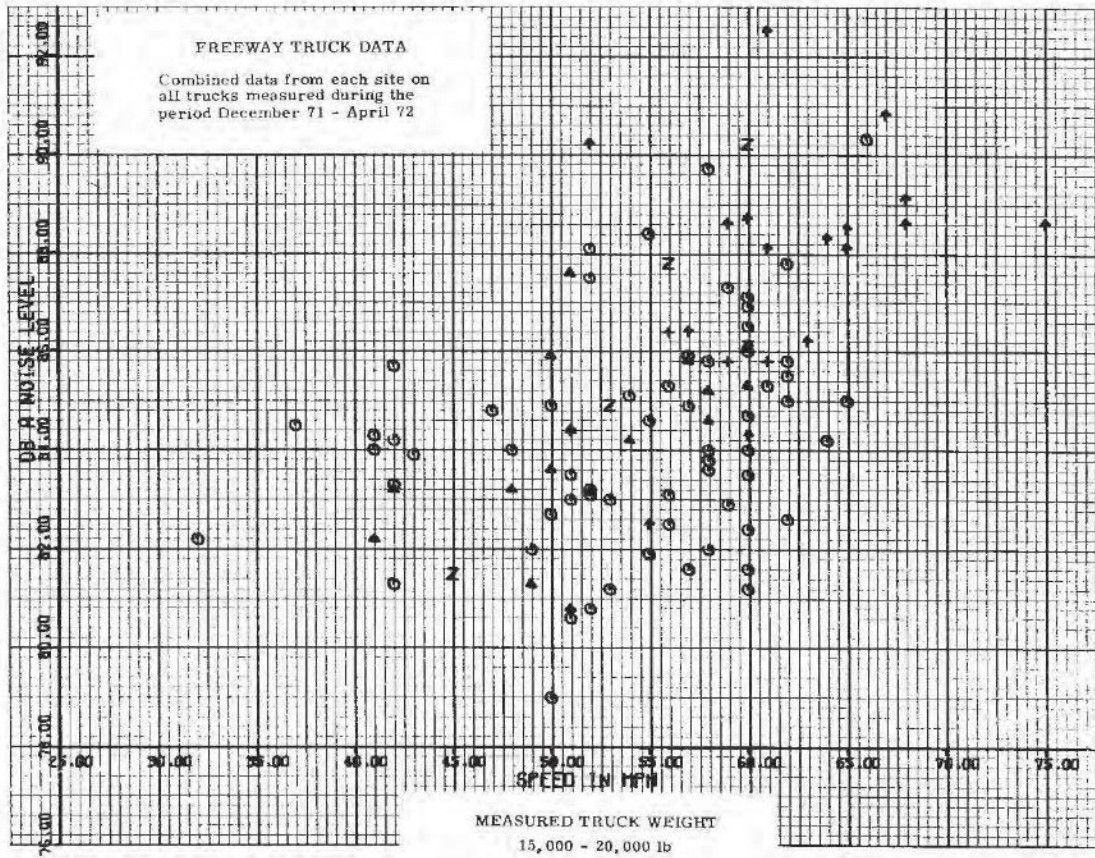 FREEWAY TRUCK DATA
Combined data from each site on
all trucks measured during the
period December 71 - April 72
DB A NOISE LEVEL
92.00
90.00
88.00
86.00
84.00
82.00
80.00
78.00
76.00
25.00 30.00 35.00 40.00 45.00 50.00 55.00 60.00 65.00 70.00 75.00
SPEED IN MPH
MEASURED TRUCK WEIGHT
15,000 - 20,000 lb